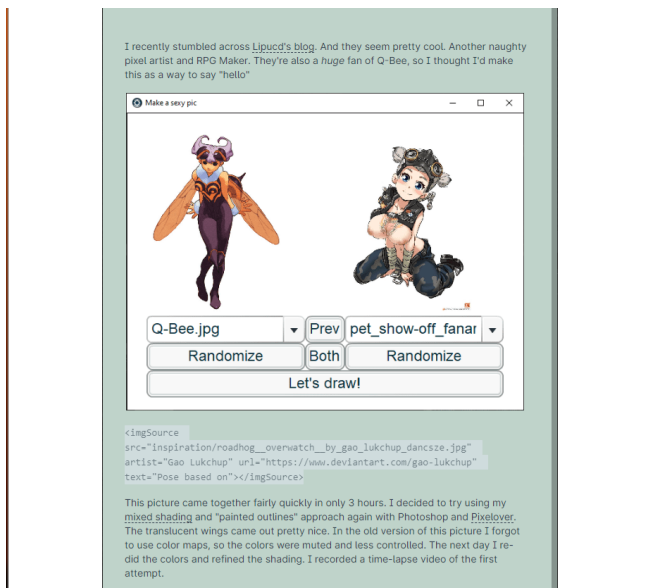 I recently stumbled across Lipucd's blog. And they seem pretty cool. Another naughty
pixel artist and RPG Maker. They're also a huge fan of Q-Bee, so I thought I'd make
this as a way to say "hello"
Make a sexy pic
Q-Bee.jpg Prev pet_show-off_fanar
Randomize Both Randomize
Let's draw!
<imgSource
src="inspiration/roadhog__overwatch__by_gao_lukchup_dancsze.jpg"
artist="Gao Lukchup" url="https://www.deviantart.com/gao-lukchup"
text="Pose based on"></imgSource>
This picture came together fairly quickly in only 3 hours. I decided to try using my
mixed shading and "painted outlines" approach again with Photoshop and Pixelover.
The translucent wings came out pretty nice. In the old version of this picture I forgot
to use color maps, so the colors were muted and less controlled. The next day I re-
did the colors and refined the shading. I recorded a time-lapse video of the first
attempt.